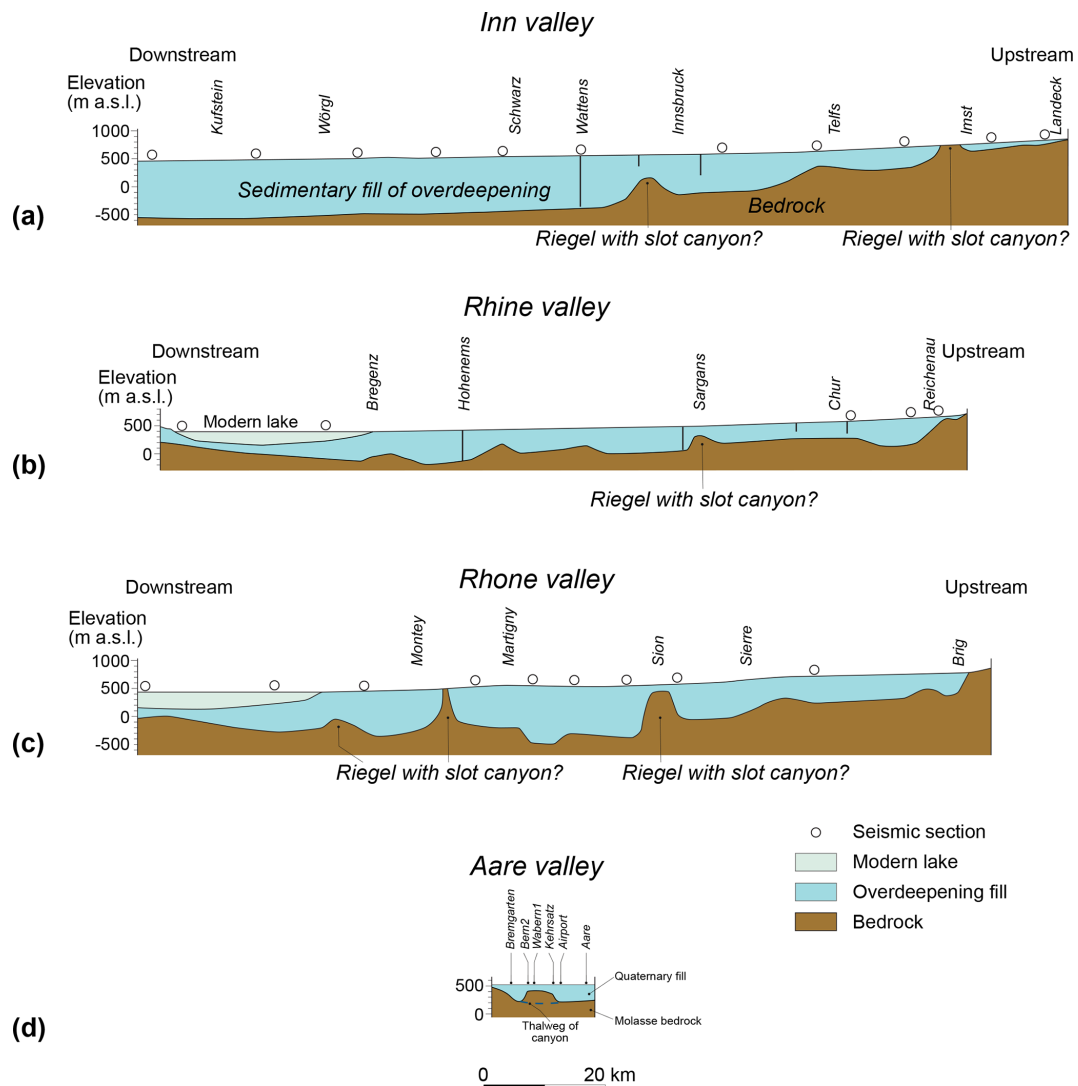 Inn valley
Downstream
Upstream
Elevation
(m a.s.l.)
Kufstein
Wörgl
Schwarz
Wattens
Innsbruck
Telfs
Imst
Landeck
1000
500
0
-500
Sedimentary fill of overdeepening
Bedrock
(a)
Riegel with slot canyon?
Riegel with slot canyon?
Rhine valley
Downstream
Upstream
Elevation
(m a.s.l.)
Bregenz
Hohenems
Sargans
Chur
Reichenau
Modern lake
500
0
(b)
Riegel with slot canyon?
Rhone valley
Downstream
Upstream
Elevation
(m a.s.l.)
Montey
Martigny
Sion
Sierre
Brig
1000
500
0
-500
(c)
Riegel with slot canyon?
Riegel with slot canyon?
Seismic section
Modern lake
Overdeepening fill
Bedrock
Aare valley
Bremgarten
Bern2
Wabern1
Kehrsatz
Airport
Aare
500
0
Quaternary fill
Molasse bedrock
Thalweg of
canyon
(d)
0
20 km